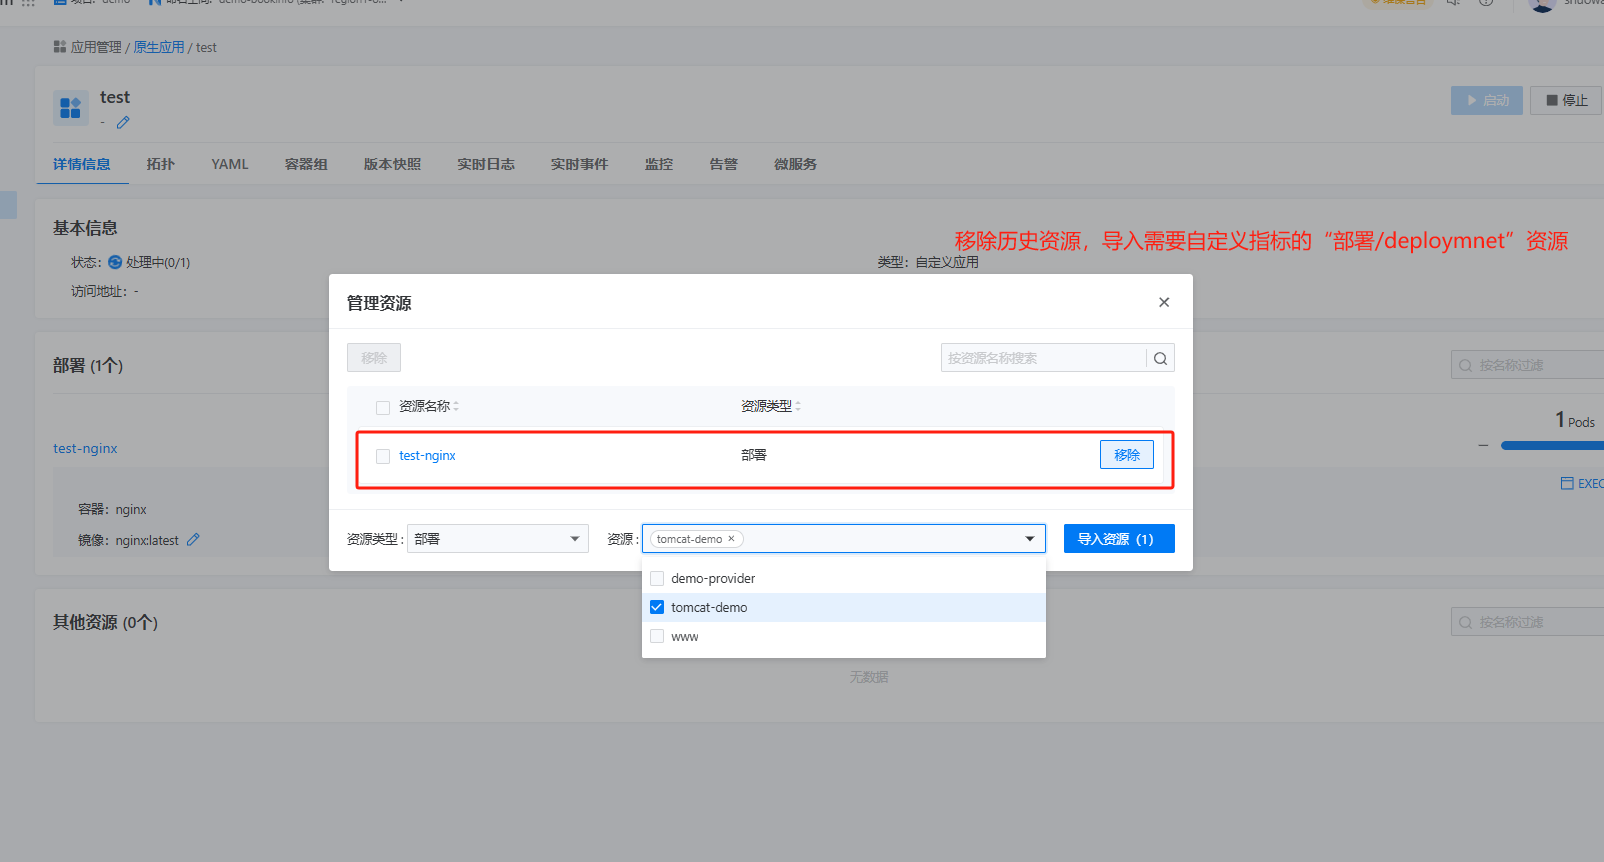 应用管理 / 原生应用 / test
test
-
启动
停止
详情信息 拓扑 YAML 容器组 版本快照 实时日志 实时事件 监控 告警 微服务
基本信息
移除历史资源，导入需要自定义指标的“部署/deploymnet”资源
状态： 处理中(0/1)
类型：自定义应用
访问地址：-
管理资源
移除
按资源名称搜索
部署 (1个)
按名称过滤
资源名称
资源类型
1 Pods
test-nginx
test-nginx
部署
移除
EXEC
容器：nginx
镜像：nginx:latest
资源类型：
部署
资源：
tomcat-demo
导入资源（1）
demo-provider
tomcat-demo
www
其他资源 (0个)
按名称过滤
无数据